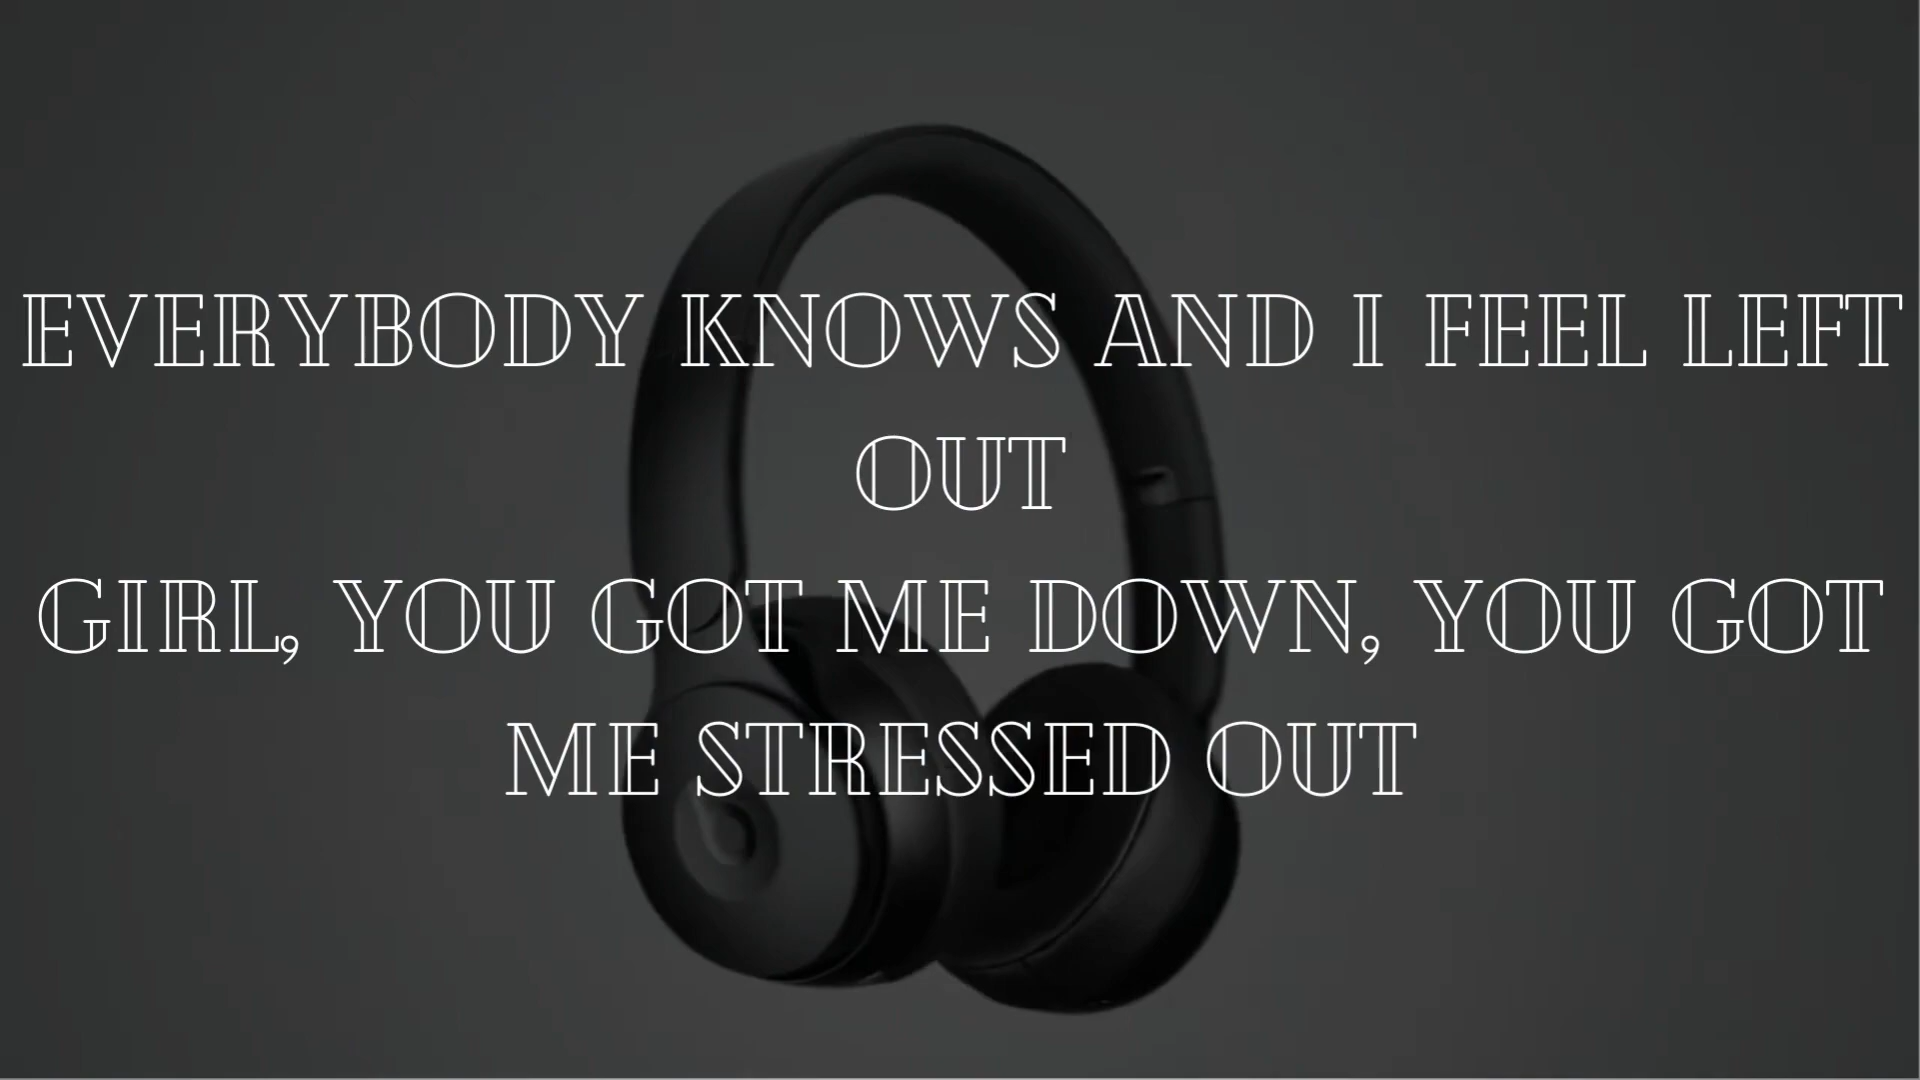 EVERYBODY KNOWS AND I FEEL LEFT
OUT
GIRL, YOU GOT ME DOWN, YOU GOT
ME STRESSED OUT